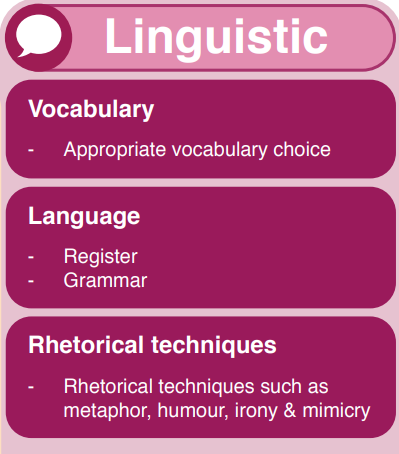 Linguistic
Vocabulary
- Appropriate vocabulary choice
Language
- Register
- Grammar
Rhetorical techniques
- Rhetorical techniques such as
metaphor, humour, irony & mimicry